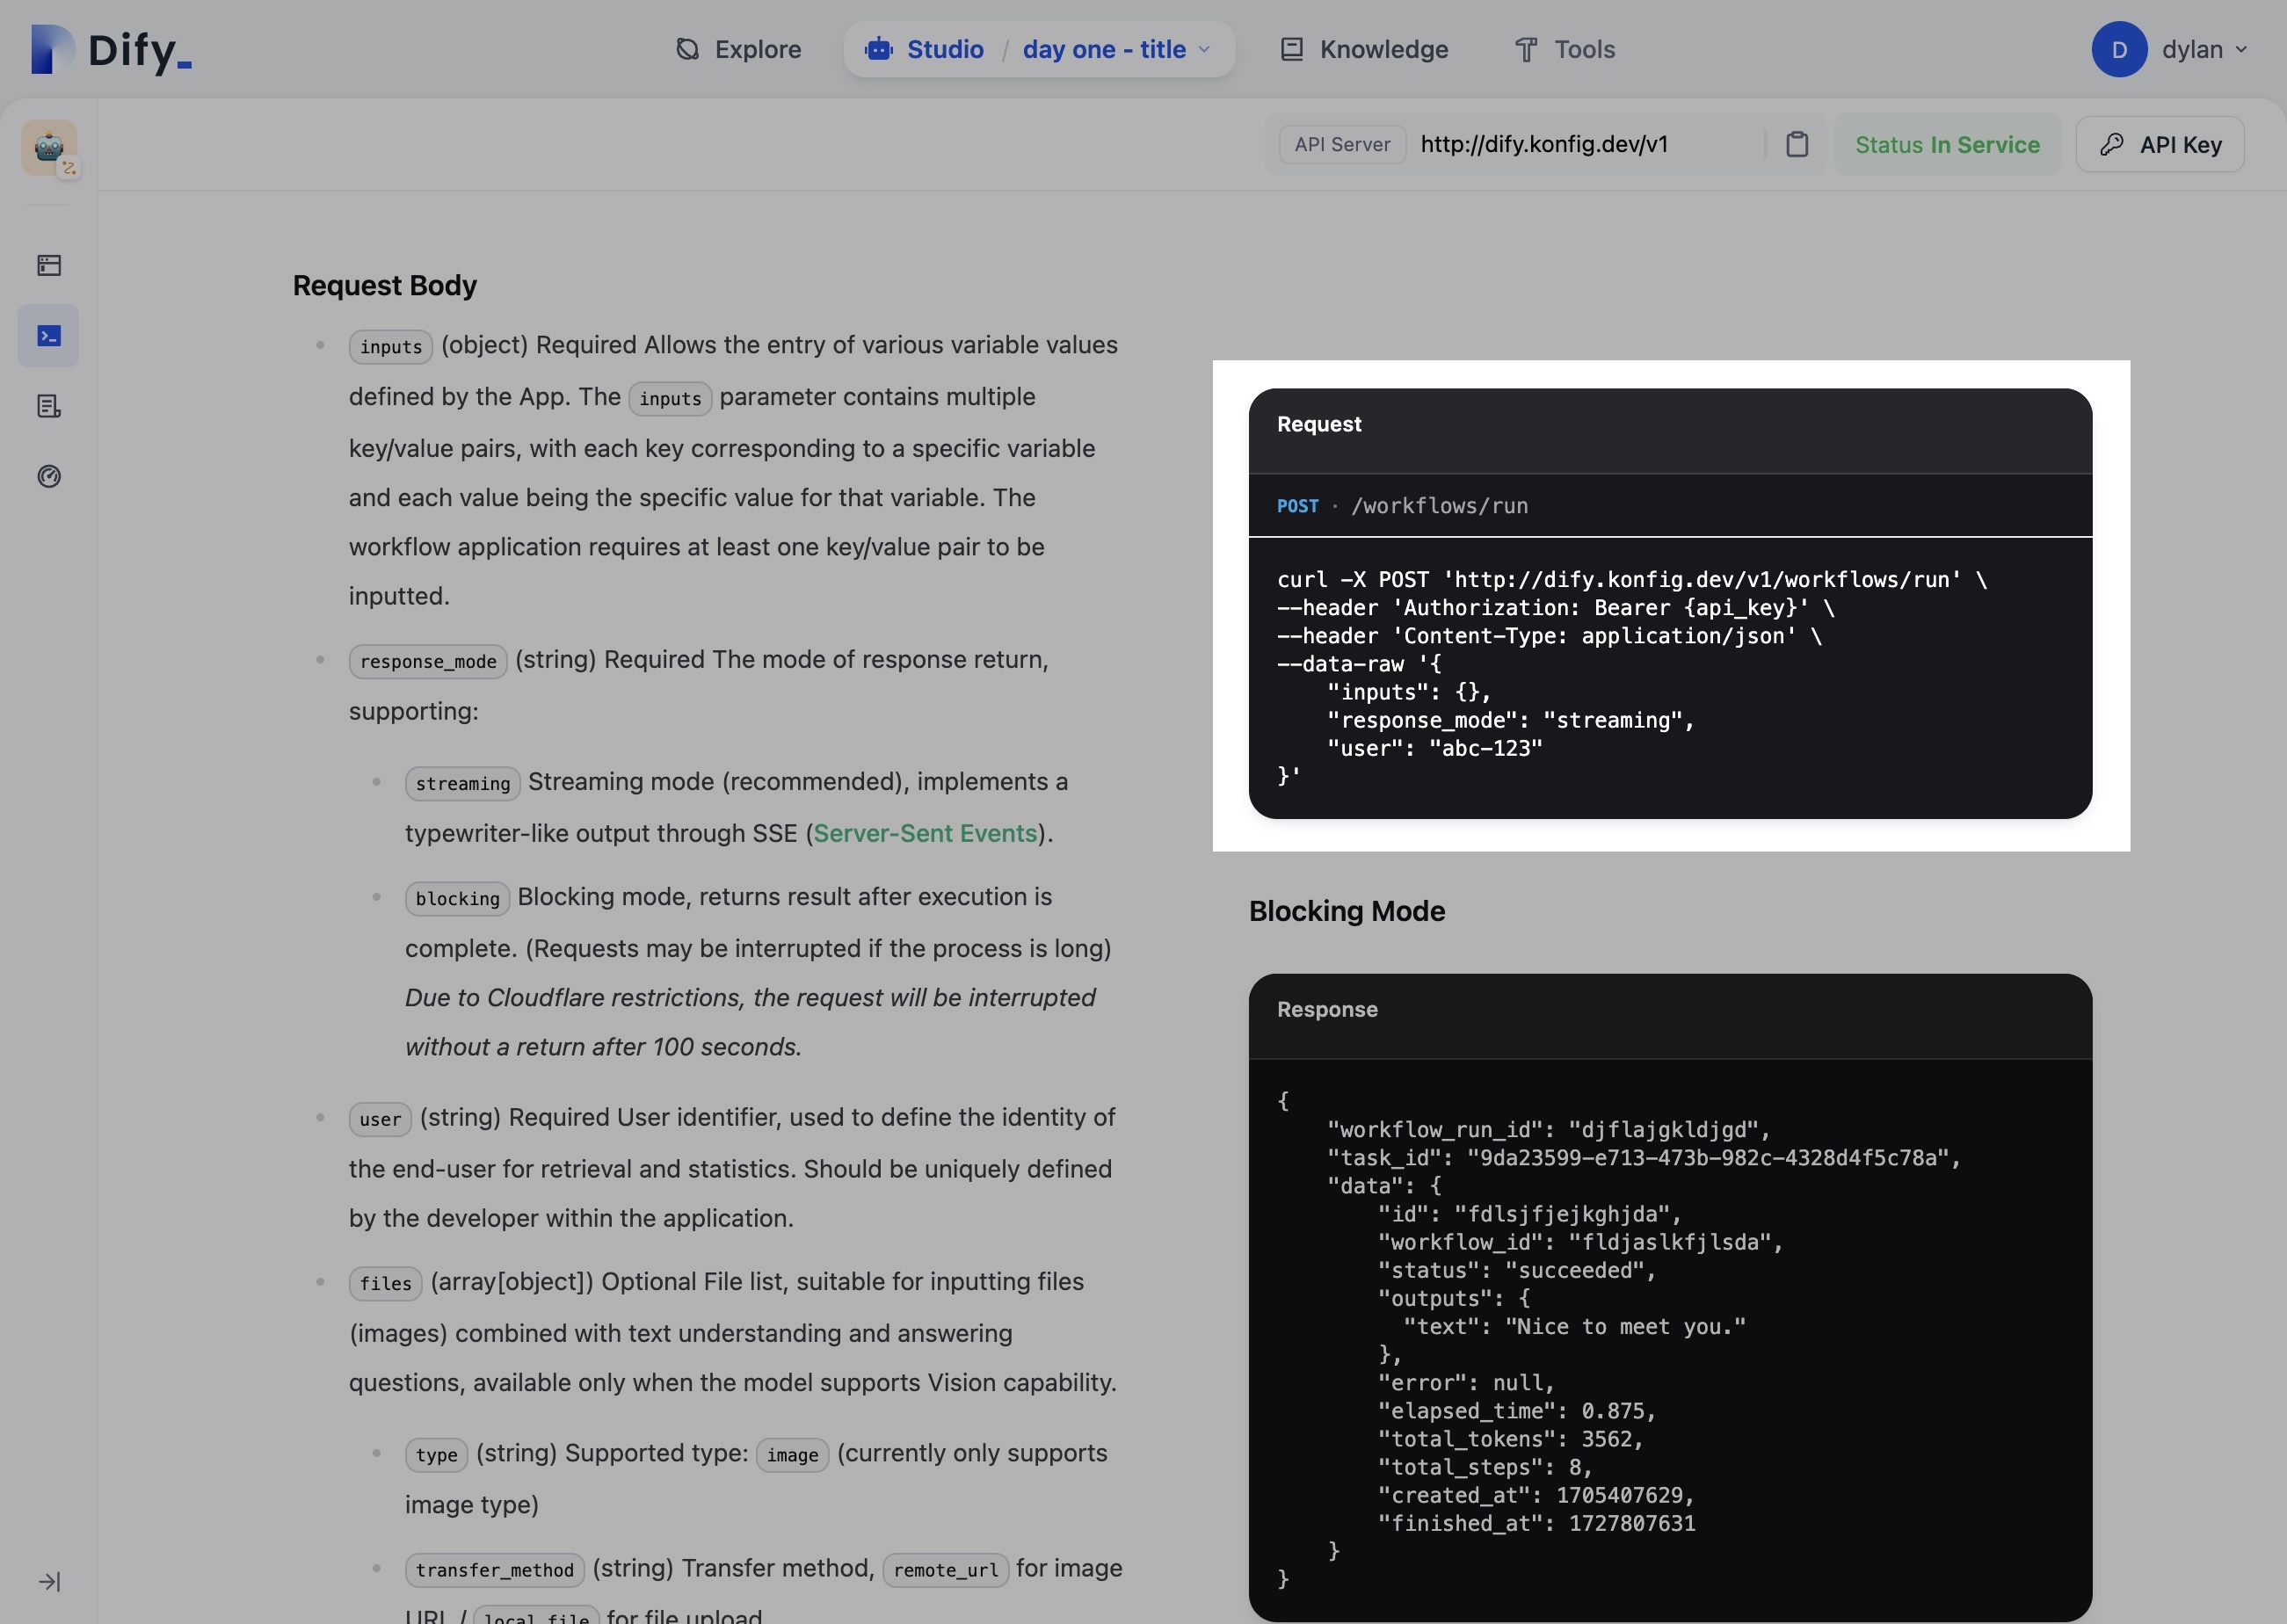 Dify_
Explore
Studio / day one - title
Knowledge
Tools
D
dylan
API Server
http://dify.konfig.dev/v1
Status In Service
API Key
Request Body
inputs (object) Required Allows the entry of various variable values
defined by the App. The inputs parameter contains multiple
key/value pairs, with each key corresponding to a specific variable
and each value being the specific value for that variable. The
workflow application requires at least one key/value pair to be
inputted.
response_mode (string) Required The mode of response return,
supporting:
streaming Streaming mode (recommended), implements a
typewriter-like output through SSE (Server-Sent Events).
blocking Blocking mode, returns result after execution is
complete. (Requests may be interrupted if the process is long)
Due to Cloudflare restrictions, the request will be interrupted
without a return after 100 seconds.
user (string) Required User identifier, used to define the identity of
the end-user for retrieval and statistics. Should be uniquely defined
by the developer within the application.
files (array[object]) Optional File list, suitable for inputting files
(images) combined with text understanding and answering
questions, available only when the model supports Vision capability.
type (string) Supported type: image (currently only supports
image type)
transfer_method (string) Transfer method, remote_url for image
URL / local_file for file upload
Request
POST · /workflows/run
curl -X POST 'http://dify.konfig.dev/v1/workflows/run' \
--header 'Authorization: Bearer {api_key}' \
--header 'Content-Type: application/json' \
--data-raw '{
"inputs": {},
"response_mode": "streaming",
"user": "abc-123"
}'
Blocking Mode
Response
{
"workflow_run_id": "djflajgkldjgd",
"task_id": "9da23599-e713-473b-982c-4328d4f5c78a",
"data": {
"id": "fdlsjfjejkghjda",
"workflow_id": "fldjaslkfjlsda",
"status": "succeeded",
"outputs": {
"text": "Nice to meet you."
},
"error": null,
"elapsed_time": 0.875,
"total_tokens": 3562,
"total_steps": 8,
"created_at": 1705407629,
"finished_at": 1727807631
}
}